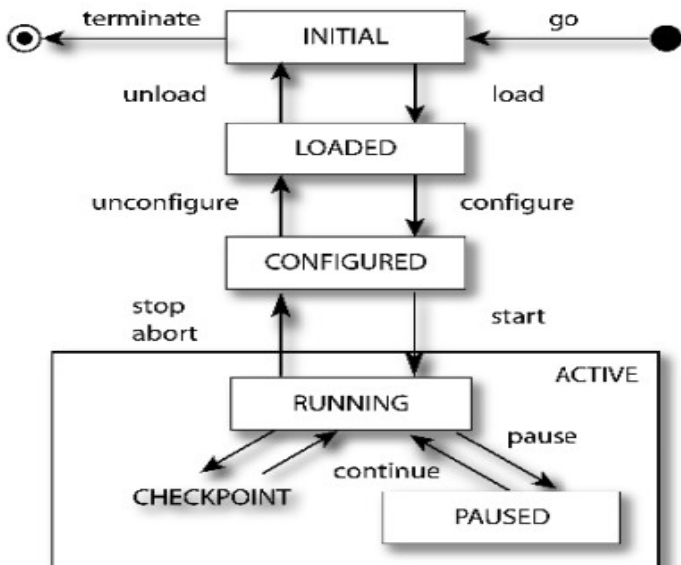 terminate
INITIAL
go
unload
load
LOADED
unconfigure
configure
CONFIGURED
stop
abort
start
ACTIVE
RUNNING
pause
continue
CHECKPOINT
PAUSED